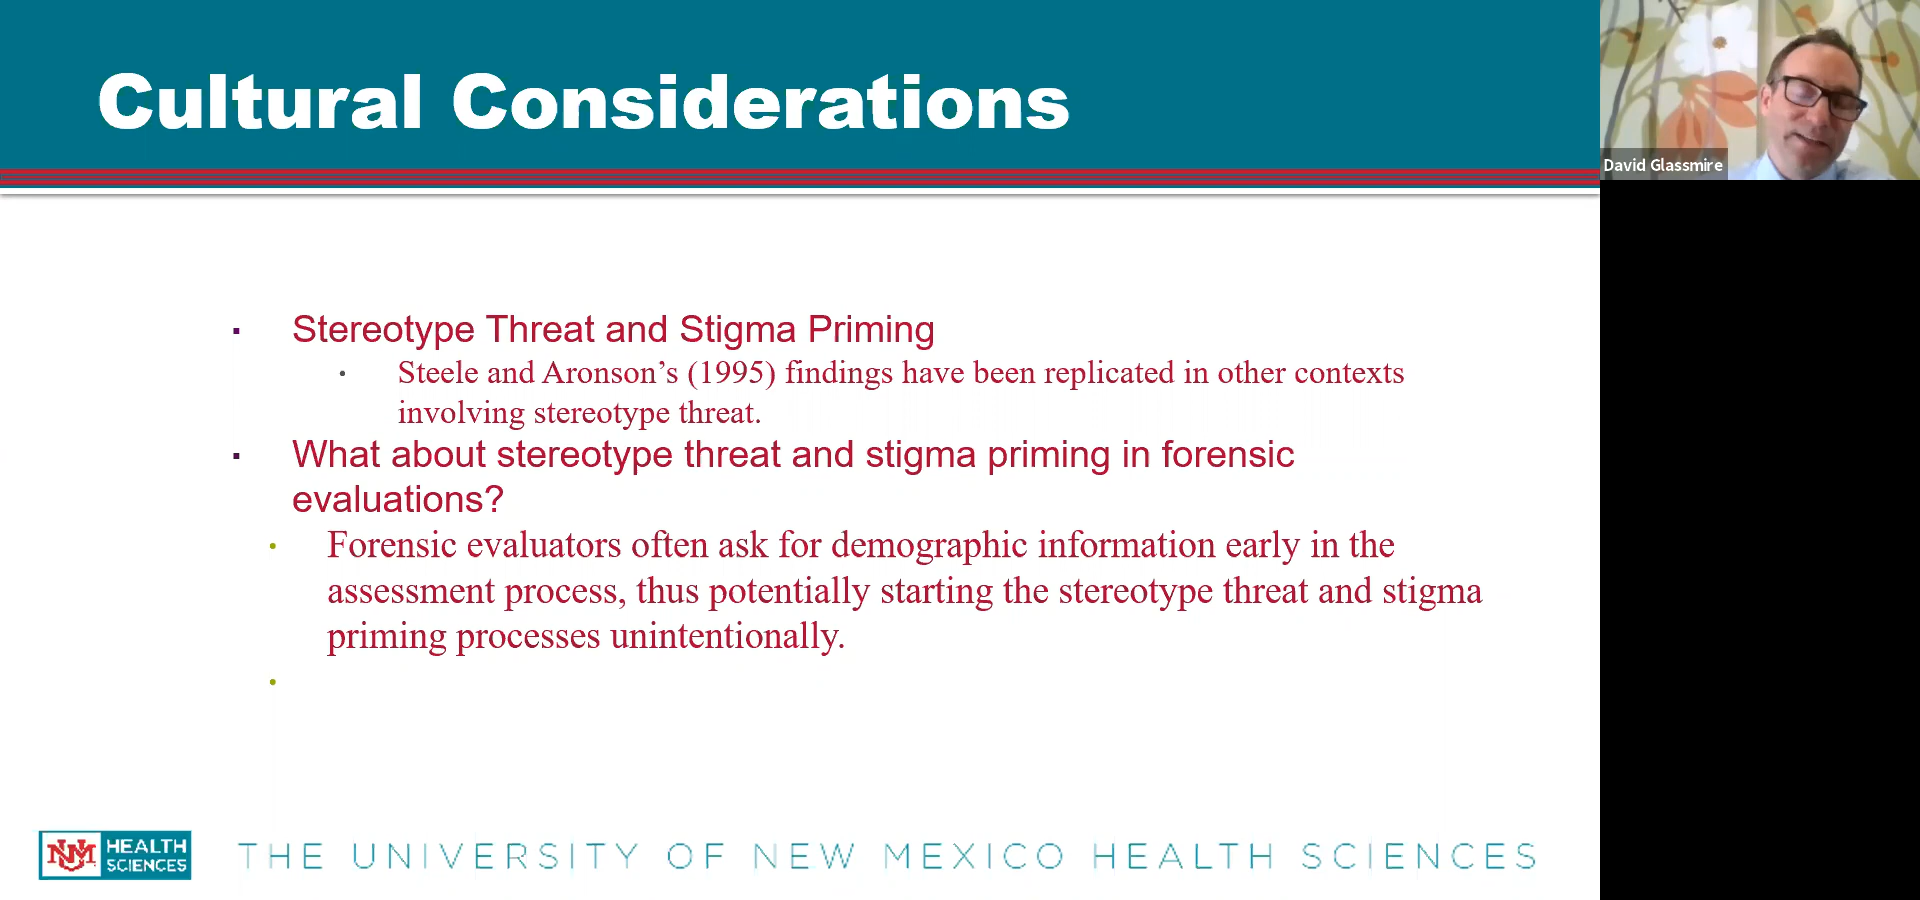 Cultural Considerations
David Glassmire
▪ Stereotype Threat and Stigma Priming
• Steele and Aronson’s (1995) findings have been replicated in other contexts
involving stereotype threat.
▪ What about stereotype threat and stigma priming in forensic
evaluations?
• Forensic evaluators often ask for demographic information early in the
assessment process, thus potentially starting the stereotype threat and stigma
priming processes unintentionally.
•
UNM HEALTH
SCIENCES
THE UNIVERSITY OF NEW MEXICO HEALTH SCIENCES